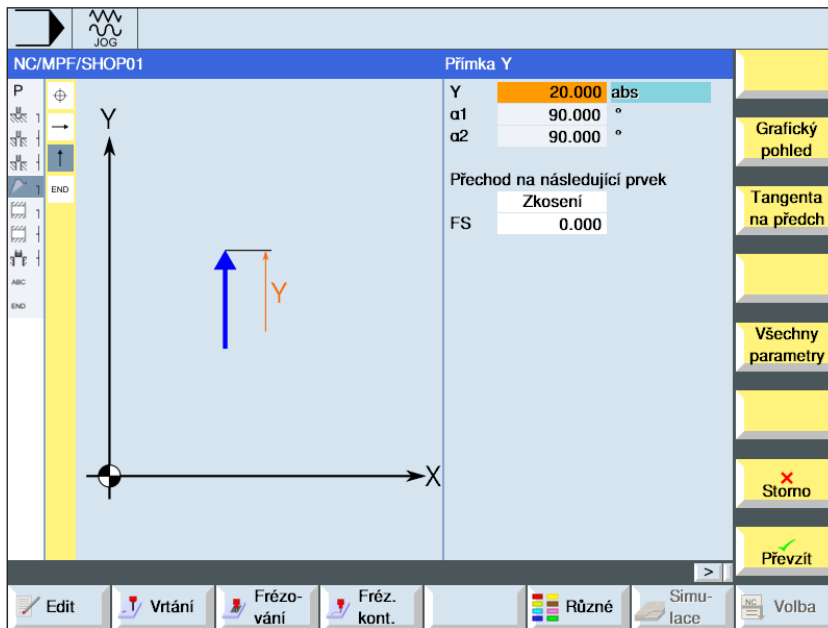 JOG
NC/MPF/SHOP01
Přímka Y
P
END
ABC
END
Y
X
Y
Y 20.000 abs
α1 90.000 °
α2 90.000 °
Přechod na následující prvek
Zkosení
FS 0.000
Grafický
pohled
Tangenta
na předch
Všechny
parametry
Storno
Převzít
>
Edit
Vrtání
Frézo-
vání
Fréz.
kont.
Různé
Simu-
lace
NC
Volba